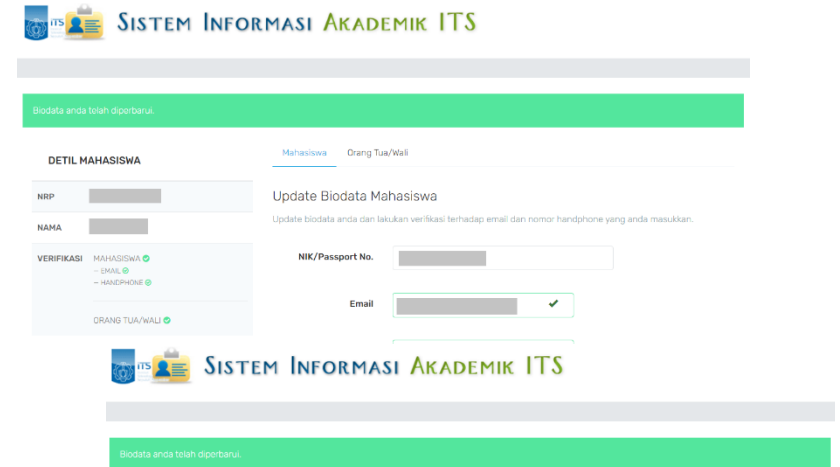 ITS SISTEM INFORMASI AKADEMIK ITS
Biodata anda telah diperbarui.
Mahasiswa Orang Tua/Wali
DETIL MAHASISWA
NRP
NAMA
VERIFIKASI MAHASISWA
– EMAIL
– HANDPHONE
ORANG TUA/WALI
Update Biodata Mahasiswa
Update biodata anda dan lakukan verifikasi terhadap email dan nomor handphone yang anda masukkan.
NIK/Passport No.
Email
ITS SISTEM INFORMASI AKADEMIK ITS
Biodata anda telah diperbarui.